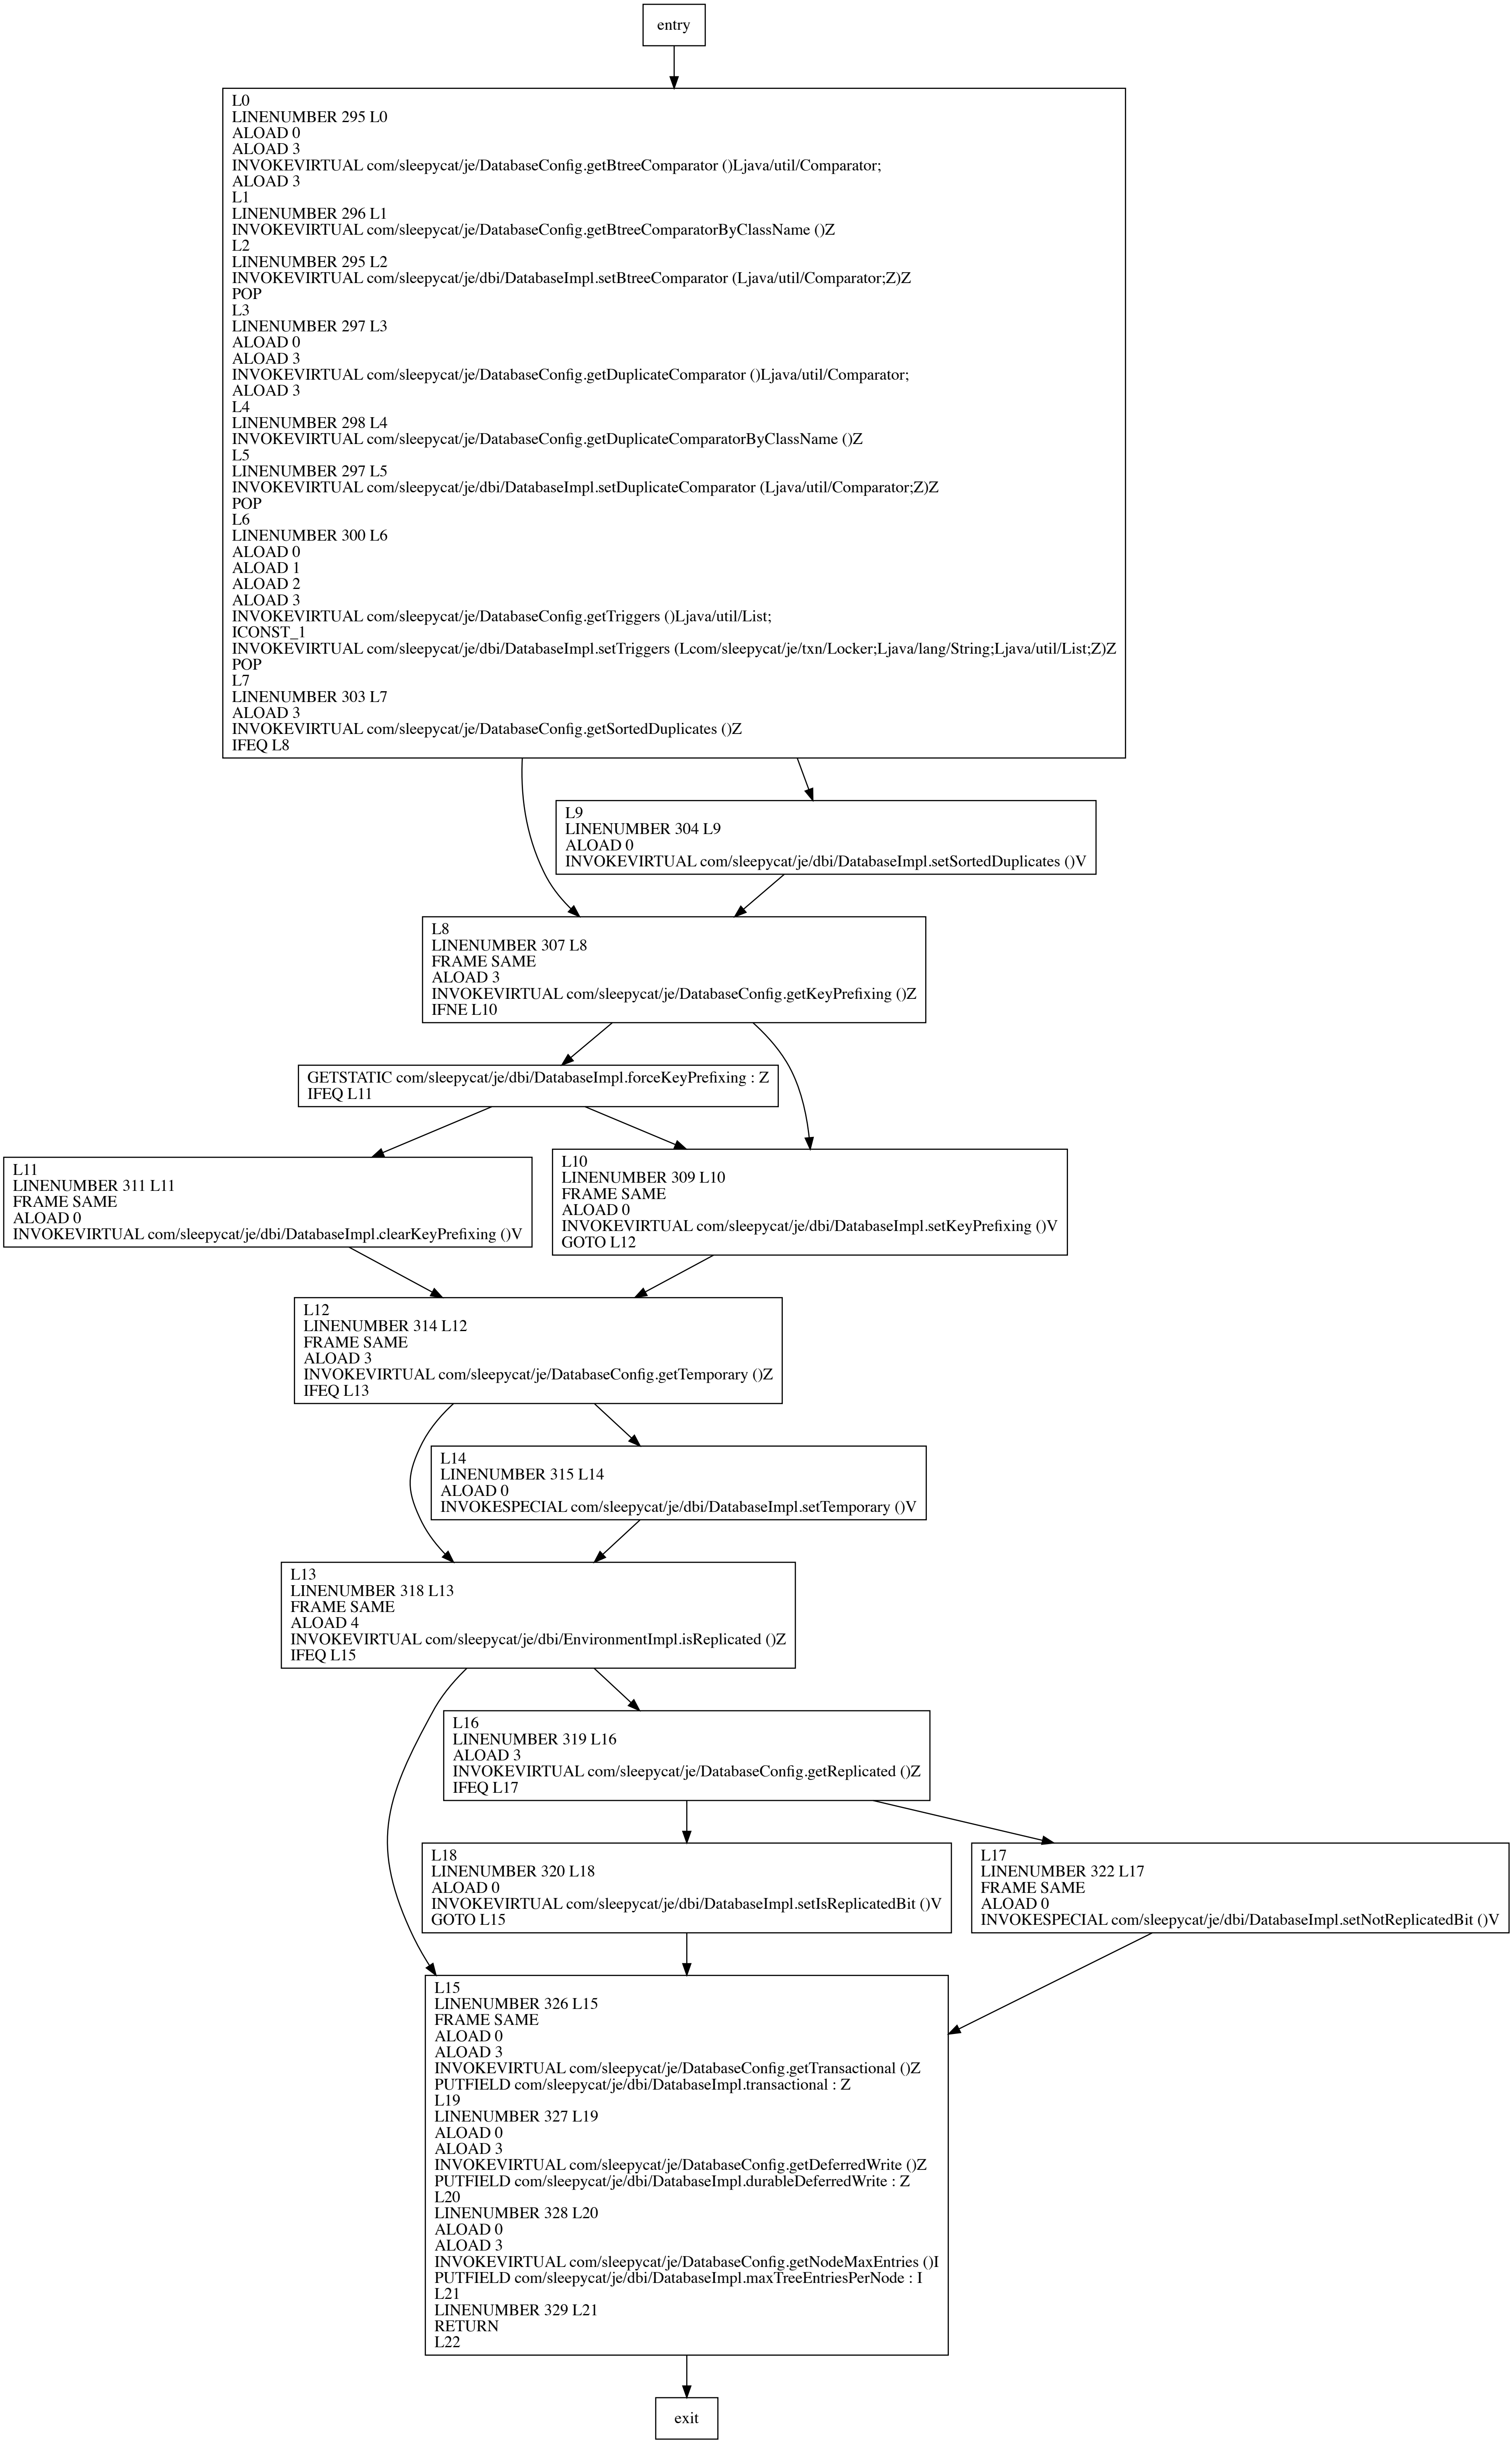 entry
L0
LINENUMBER 295 L0
ALOAD 0
ALOAD 3
INVOKEVIRTUAL com/sleepycat/je/DatabaseConfig.getBtreeComparator ()Ljava/util/Comparator;
ALOAD 3
L1
LINENUMBER 296 L1
INVOKEVIRTUAL com/sleepycat/je/DatabaseConfig.getBtreeComparatorByClassName ()Z
L2
LINENUMBER 295 L2
INVOKEVIRTUAL com/sleepycat/je/dbi/DatabaseImpl.setBtreeComparator (Ljava/util/Comparator;Z)Z
POP
L3
LINENUMBER 297 L3
ALOAD 0
ALOAD 3
INVOKEVIRTUAL com/sleepycat/je/DatabaseConfig.getDuplicateComparator ()Ljava/util/Comparator;
ALOAD 3
L4
LINENUMBER 298 L4
INVOKEVIRTUAL com/sleepycat/je/DatabaseConfig.getDuplicateComparatorByClassName ()Z
L5
LINENUMBER 297 L5
INVOKEVIRTUAL com/sleepycat/je/dbi/DatabaseImpl.setDuplicateComparator (Ljava/util/Comparator;Z)Z
POP
L6
LINENUMBER 300 L6
ALOAD 0
ALOAD 1
ALOAD 2
ALOAD 3
INVOKEVIRTUAL com/sleepycat/je/DatabaseConfig.getTriggers ()Ljava/util/List;
ICONST_1
INVOKEVIRTUAL com/sleepycat/je/dbi/DatabaseImpl.setTriggers (Lcom/sleepycat/je/txn/Locker;Ljava/lang/String;Ljava/util/List;Z)Z
POP
L7
LINENUMBER 303 L7
ALOAD 3
INVOKEVIRTUAL com/sleepycat/je/DatabaseConfig.getSortedDuplicates ()Z
IFEQ L8
L9
LINENUMBER 304 L9
ALOAD 0
INVOKEVIRTUAL com/sleepycat/je/dbi/DatabaseImpl.setSortedDuplicates ()V
L8
LINENUMBER 307 L8
FRAME SAME
ALOAD 3
INVOKEVIRTUAL com/sleepycat/je/DatabaseConfig.getKeyPrefixing ()Z
IFNE L10
GETSTATIC com/sleepycat/je/dbi/DatabaseImpl.forceKeyPrefixing : Z
IFEQ L11
L11
LINENUMBER 311 L11
FRAME SAME
ALOAD 0
INVOKEVIRTUAL com/sleepycat/je/dbi/DatabaseImpl.clearKeyPrefixing ()V
L10
LINENUMBER 309 L10
FRAME SAME
ALOAD 0
INVOKEVIRTUAL com/sleepycat/je/dbi/DatabaseImpl.setKeyPrefixing ()V
GOTO L12
L12
LINENUMBER 314 L12
FRAME SAME
ALOAD 3
INVOKEVIRTUAL com/sleepycat/je/DatabaseConfig.getTemporary ()Z
IFEQ L13
L14
LINENUMBER 315 L14
ALOAD 0
INVOKESPECIAL com/sleepycat/je/dbi/DatabaseImpl.setTemporary ()V
L13
LINENUMBER 318 L13
FRAME SAME
ALOAD 4
INVOKEVIRTUAL com/sleepycat/je/dbi/EnvironmentImpl.isReplicated ()Z
IFEQ L15
L16
LINENUMBER 319 L16
ALOAD 3
INVOKEVIRTUAL com/sleepycat/je/DatabaseConfig.getReplicated ()Z
IFEQ L17
L18
LINENUMBER 320 L18
ALOAD 0
INVOKEVIRTUAL com/sleepycat/je/dbi/DatabaseImpl.setIsReplicatedBit ()V
GOTO L15
L17
LINENUMBER 322 L17
FRAME SAME
ALOAD 0
INVOKESPECIAL com/sleepycat/je/dbi/DatabaseImpl.setNotReplicatedBit ()V
L15
LINENUMBER 326 L15
FRAME SAME
ALOAD 0
ALOAD 3
INVOKEVIRTUAL com/sleepycat/je/DatabaseConfig.getTransactional ()Z
PUTFIELD com/sleepycat/je/dbi/DatabaseImpl.transactional : Z
L19
LINENUMBER 327 L19
ALOAD 0
ALOAD 3
INVOKEVIRTUAL com/sleepycat/je/DatabaseConfig.getDeferredWrite ()Z
PUTFIELD com/sleepycat/je/dbi/DatabaseImpl.durableDeferredWrite : Z
L20
LINENUMBER 328 L20
ALOAD 0
ALOAD 3
INVOKEVIRTUAL com/sleepycat/je/DatabaseConfig.getNodeMaxEntries ()I
PUTFIELD com/sleepycat/je/dbi/DatabaseImpl.maxTreeEntriesPerNode : I
L21
LINENUMBER 329 L21
RETURN
L22
exit